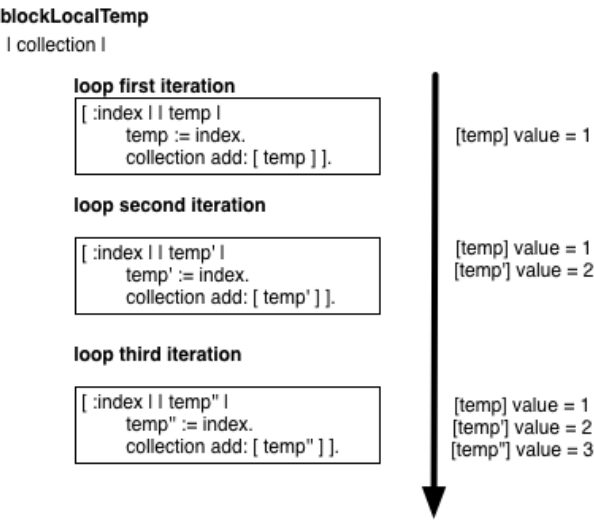 blockLocalTemp
| collection |
loop first iteration
[ :index | | temp |
temp := index.
collection add: [ temp ] ].
[temp] value = 1
loop second iteration
[ :index | | temp' |
temp' := index.
collection add: [ temp' ] ].
[temp] value = 1
[temp'] value = 2
loop third iteration
[ :index | | temp" |
temp" := index.
collection add: [ temp" ] ].
[temp] value = 1
[temp'] value = 2
[temp"] value = 3